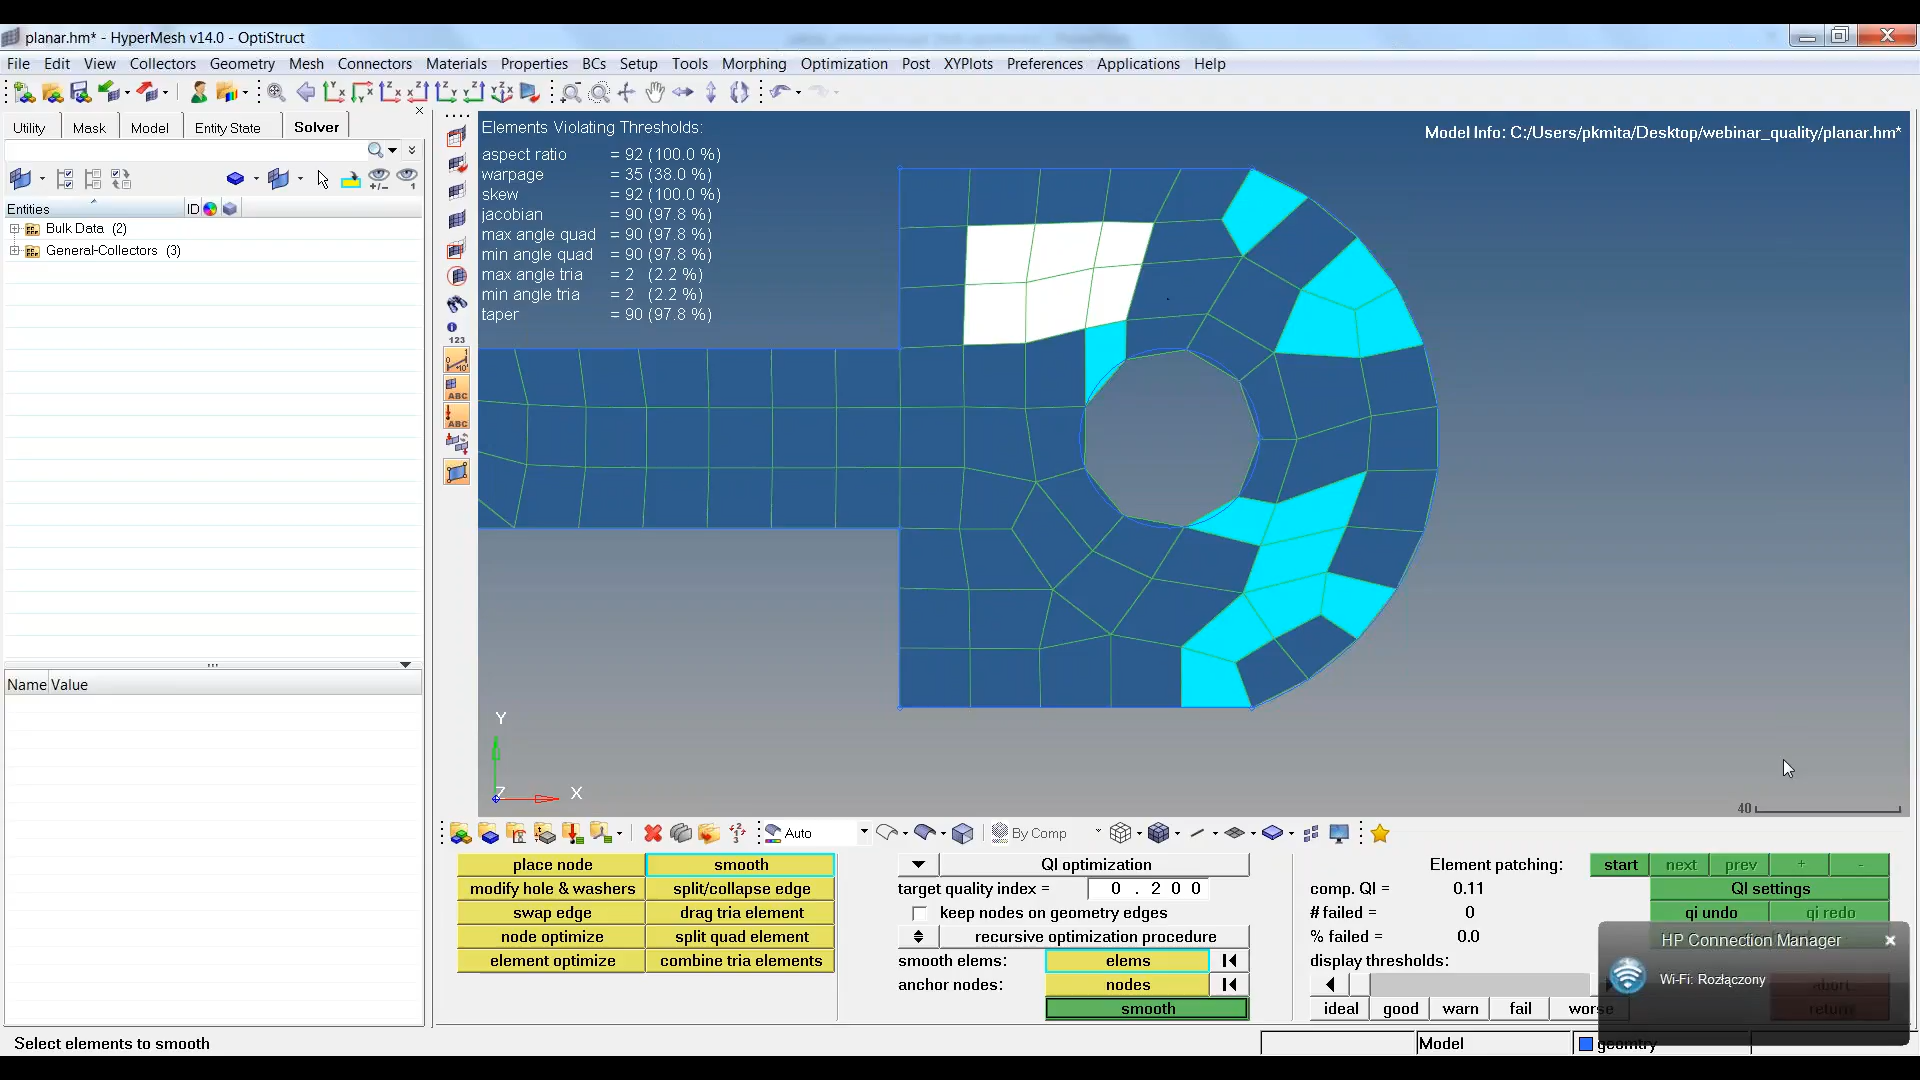 planar.hm* - HyperMesh v14.0 - OptiStruct
File Edit View Collectors Geometry Mesh Connectors Materials Properties BCs Setup Tools Morphing Optimization Post XYPlots Preferences Applications Help
Utility Mask Model Entity State Solver
Entities ID
Bulk Data (2)
General-Collectors (3)
Name Value
123
ABC
ABC
Elements Violating Thresholds:
aspect ratio = 92 (100.0 %)
warpage = 35 (38.0 %)
skew = 92 (100.0 %)
jacobian = 90 (97.8 %)
max angle quad = 90 (97.8 %)
min angle quad = 90 (97.8 %)
max angle tria = 2 (2.2 %)
min angle tria = 2 (2.2 %)
taper = 90 (97.8 %)
Model Info: C:/Users/pkmita/Desktop/webinar_quality/planar.hm*
Y
Z X
40
Auto By Comp
place node smooth
modify hole & washers split/collapse edge
swap edge drag tria element
node optimize split quad element
element optimize combine tria elements
QI optimization
target quality index = 0 . 2 0 0
keep nodes on geometry edges
recursive optimization procedure
smooth elems: elems
anchor nodes: nodes
smooth
Element patching: start next prev + -
comp. QI = 0.11 QI settings
# failed = 0 qi undo qi redo
% failed = 0.0
display thresholds:
ideal good warn fail worse
abort
return
HP Connection Manager
Wi-Fi: Rozłączony
Select elements to smooth
Model
geomtry